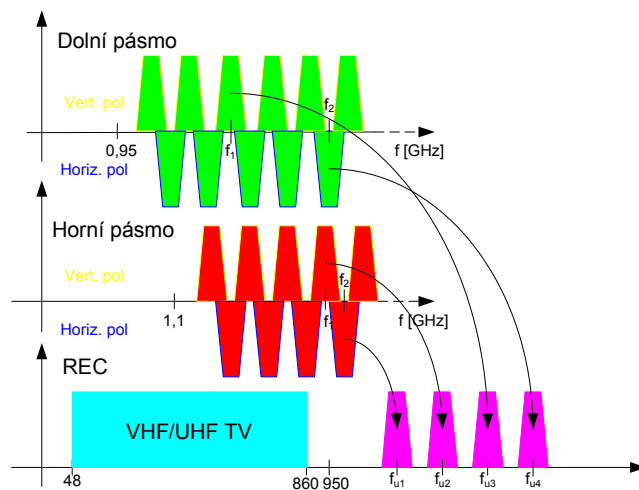 Dolní pásmo
Vert. pol
f2
0,95
f1
f [GHz]
Horiz. pol
Horní pásmo
Vert. pol
f2
1,1
f1
f [GHz]
Horiz. pol
REC
VHF/UHF TV
48
860 950
fu1
fu2
fu3
fu4